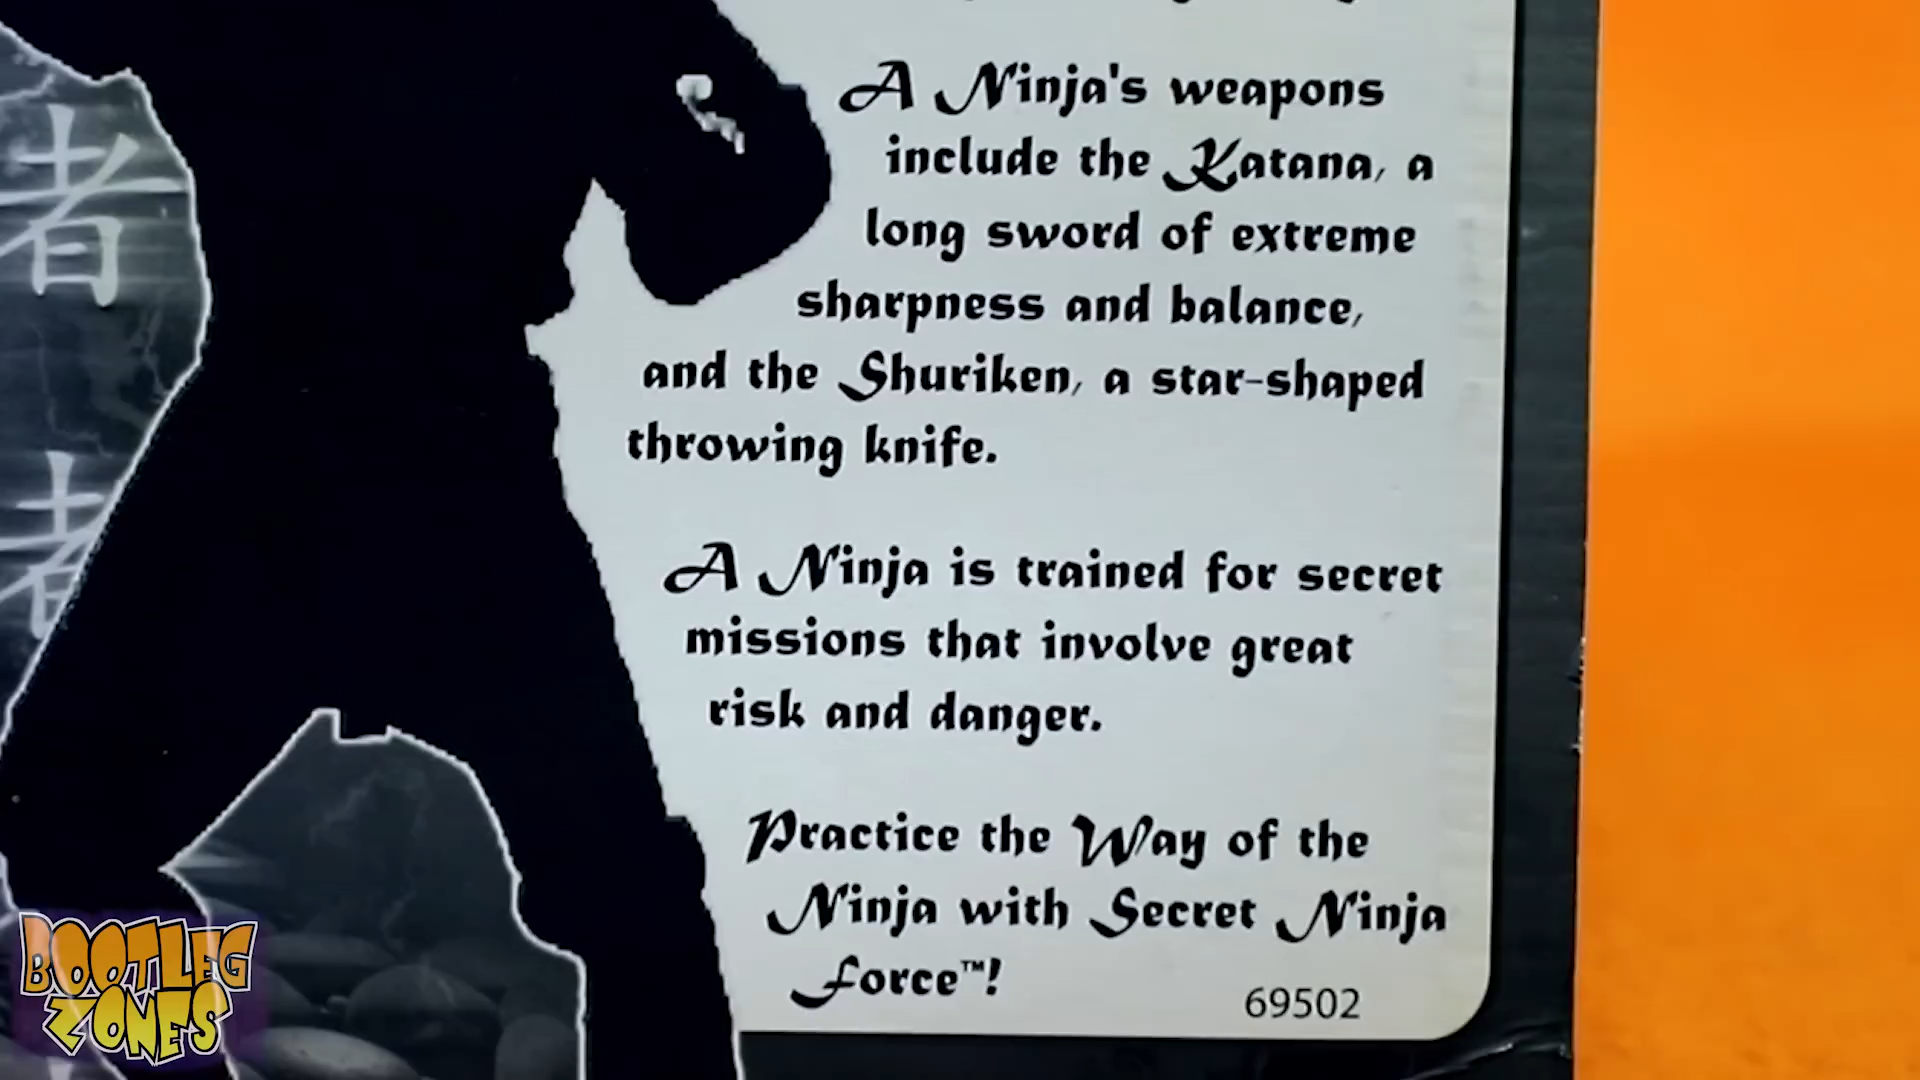 A Ninja's weapons
include the Katana, a
long sword of extreme
sharpness and balance,
and the Shuriken, a star-shaped
throwing knife.
A Ninja is trained for secret
missions that involve great
risk and danger.
Practice the Way of the
Ninja with Secret Ninja
Force™!
69502
者
者
BOOTLEG
ZONES